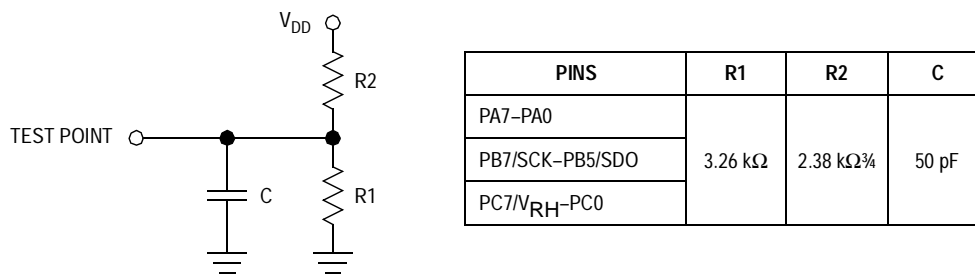 V_DD
R2
TEST POINT
C
R1
PINS R1 R2 C
PA7–PA0
PB7/SCK–PB5/SDO 3.26 kΩ 2.38 kΩ¾ 50 pF
PC7/V_RH–PC0